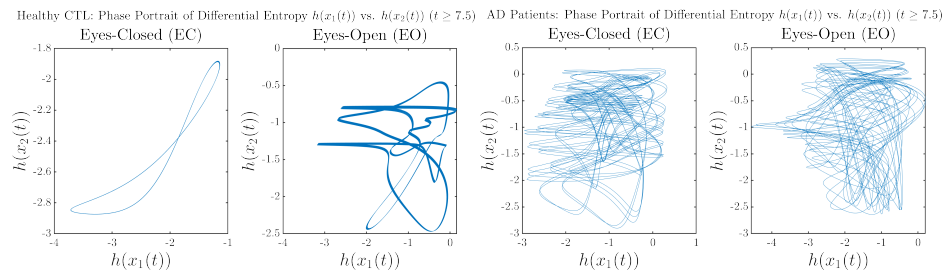 Healthy CTL: Phase Portrait of Differential Entropy h(x₁(t)) vs. h(x₂(t)) (t ≥ 7.5)
AD Patients: Phase Portrait of Differential Entropy h(x₁(t)) vs. h(x₂(t)) (t ≥ 7.5)
Eyes-Closed (EC)
-1.8
-2
-2.2
-2.4
-2.6
-2.8
-3
h(x₂(t))
-4 -3 -2 -1
h(x₁(t))
Eyes-Open (EO)
0
-0.5
-1
-1.5
-2
-2.5
h(x₂(t))
-4 -2 0
h(x₁(t))
Eyes-Closed (EC)
0.5
0
-0.5
-1
-1.5
-2
-2.5
-3
h(x₂(t))
-3 -2 -1 0 1
h(x₁(t))
Eyes-Open (EO)
0.5
0
-0.5
-1
-1.5
-2
-2.5
-3
h(x₂(t))
-4 -2 0
h(x₁(t))